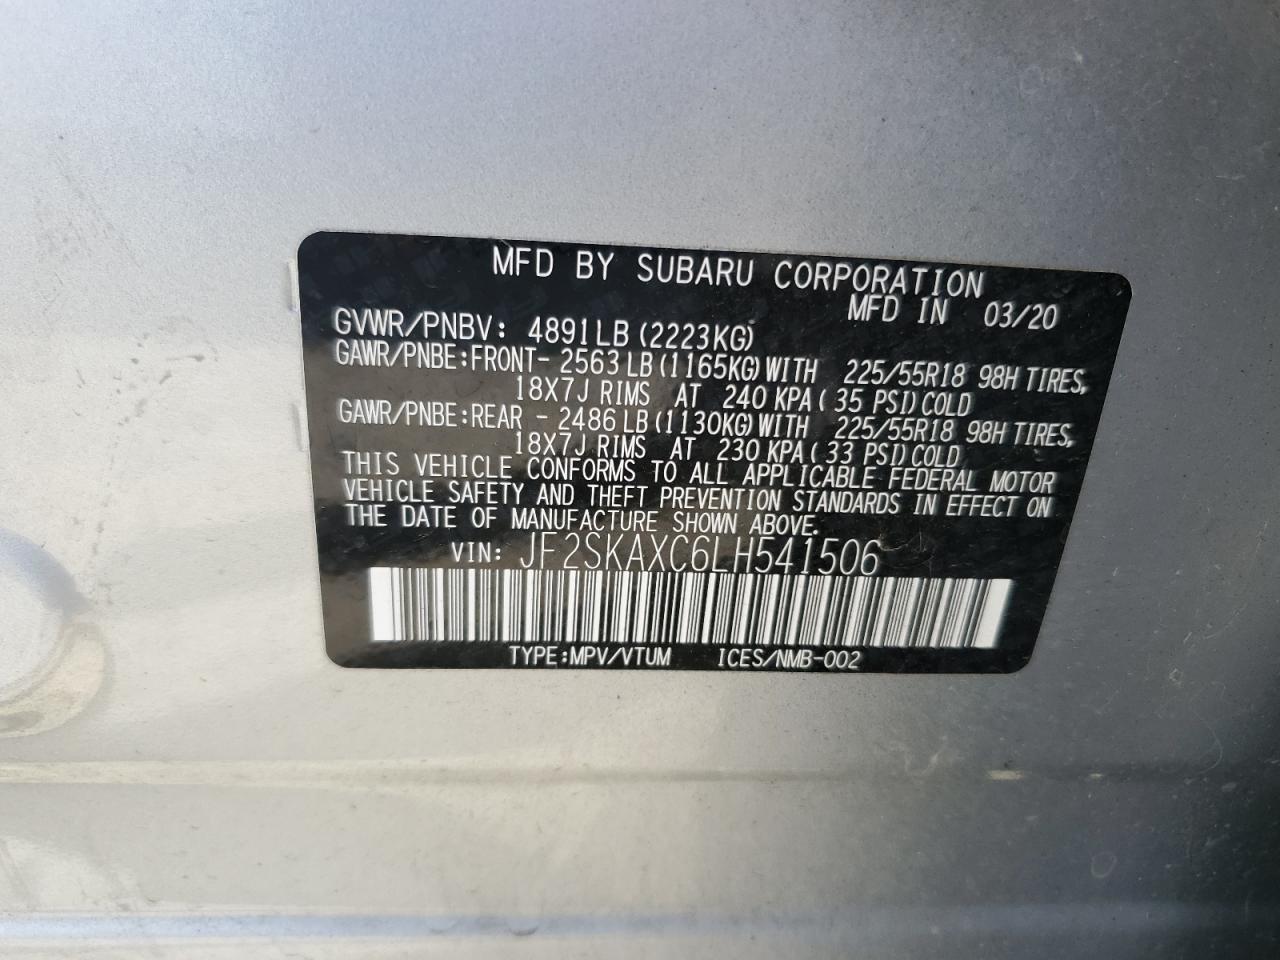 MFD BY SUBARU CORPORATION
MFD IN 03/20
GVWR/PNBV: 4891LB (2223KG)
GAWR/PNBE:FRONT- 2563 LB (1165KG) WITH 225/55R18 98H TIRES,
18X7J RIMS AT 240 KPA ( 35 PSI) COLD
GAWR/PNBE:REAR - 2486 LB (1130KG) WITH 225/55R18 98H TIRES,
18X7J RIMS AT 230 KPA ( 33 PSI) COLD
THIS VEHICLE CONFORMS TO ALL APPLICABLE FEDERAL MOTOR
VEHICLE SAFETY AND THEFT PREVENTION STANDARDS IN EFFECT ON
THE DATE OF MANUFACTURE SHOWN ABOVE.
VIN: JF2SKAXC6LH541506
TYPE:MPV/VTUM ICES/NMB-002